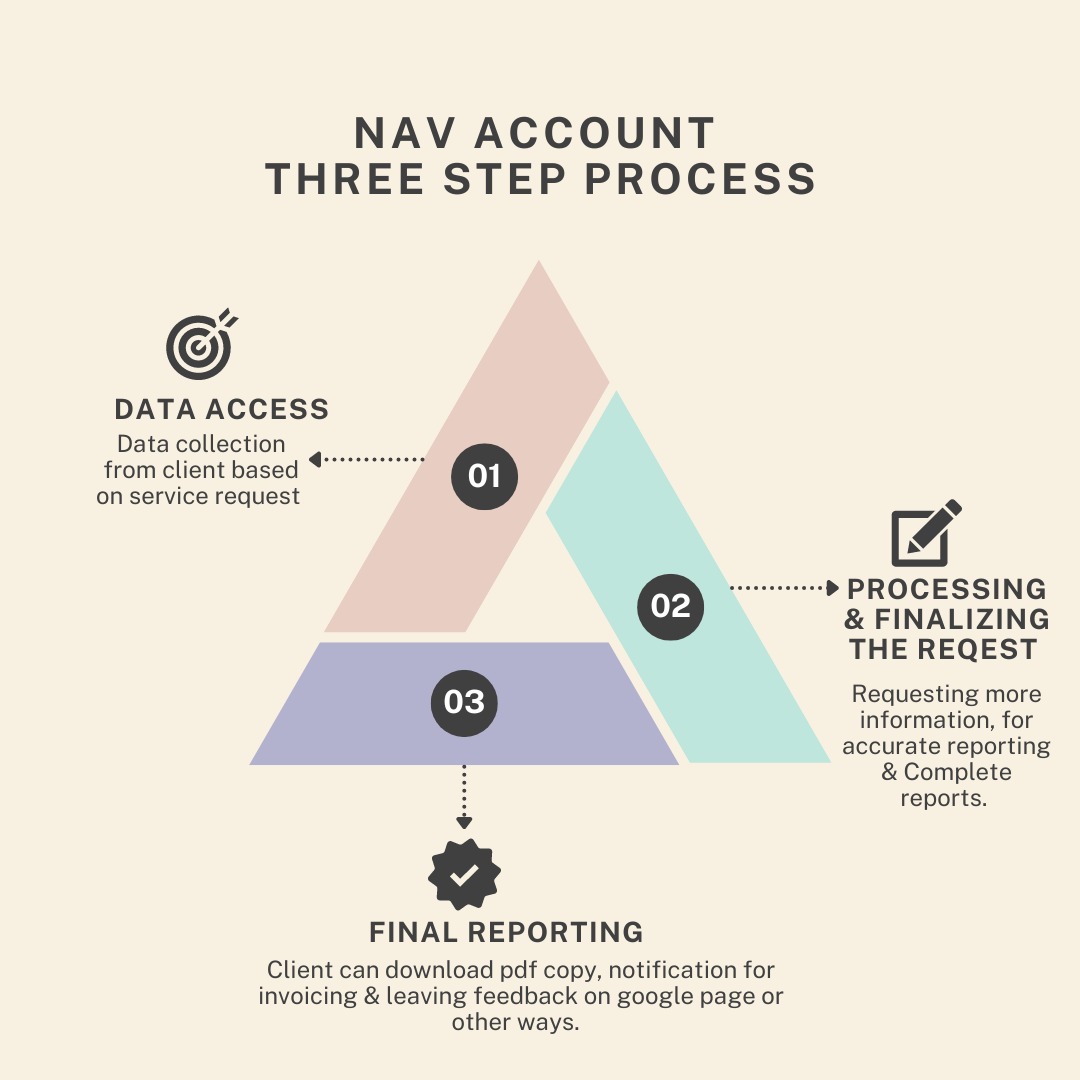 NAV ACCOUNT
THREE STEP PROCESS
DATA ACCESS
Data collection
from client based
on service request
01
02
PROCESSING
& FINALIZING
THE REQEST
Requesting more
information, for
accurate reporting
& Complete
reports.
03
FINAL REPORTING
Client can download pdf copy, notification for
invoicing & leaving feedback on google page or
other ways.